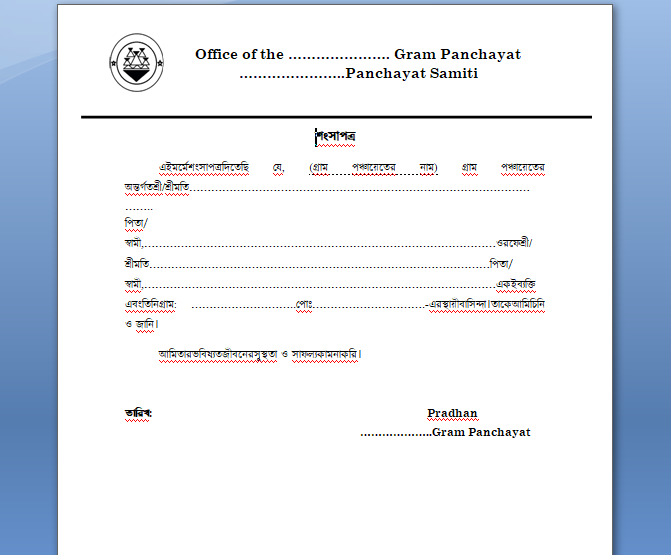 Office of the …………………. Gram Panchayat
…………………..Panchayat Samiti
শংসাপত্র
এইমর্মেশংসাপত্রদিতেছি যে, (গ্রাম পঞ্চায়েতের নাম) গ্রাম পঞ্চায়েতের
অন্তর্গতশ্রী/শ্রীমতি……………………………………………………………………………………
……..
পিতা/
স্বামী,…………………………………………………………………………………ওরফেশ্রী/
শ্রীমতি………………………………………………………………………………পিতা/
স্বামী,…………………………………………………………………………………একইব্যক্তি
এবংতিনিগ্রাম: ……………………….পোঃ………………………….-এরস্থায়ীবাসিন্দা।তাকেআমিচিনি
ও জানি।
আমিতারভবিষ্যতজীবনেরসুস্থতা ও সাফল্যকামনাকরি।
তারিখ:
Pradhan
………………..Gram Panchayat